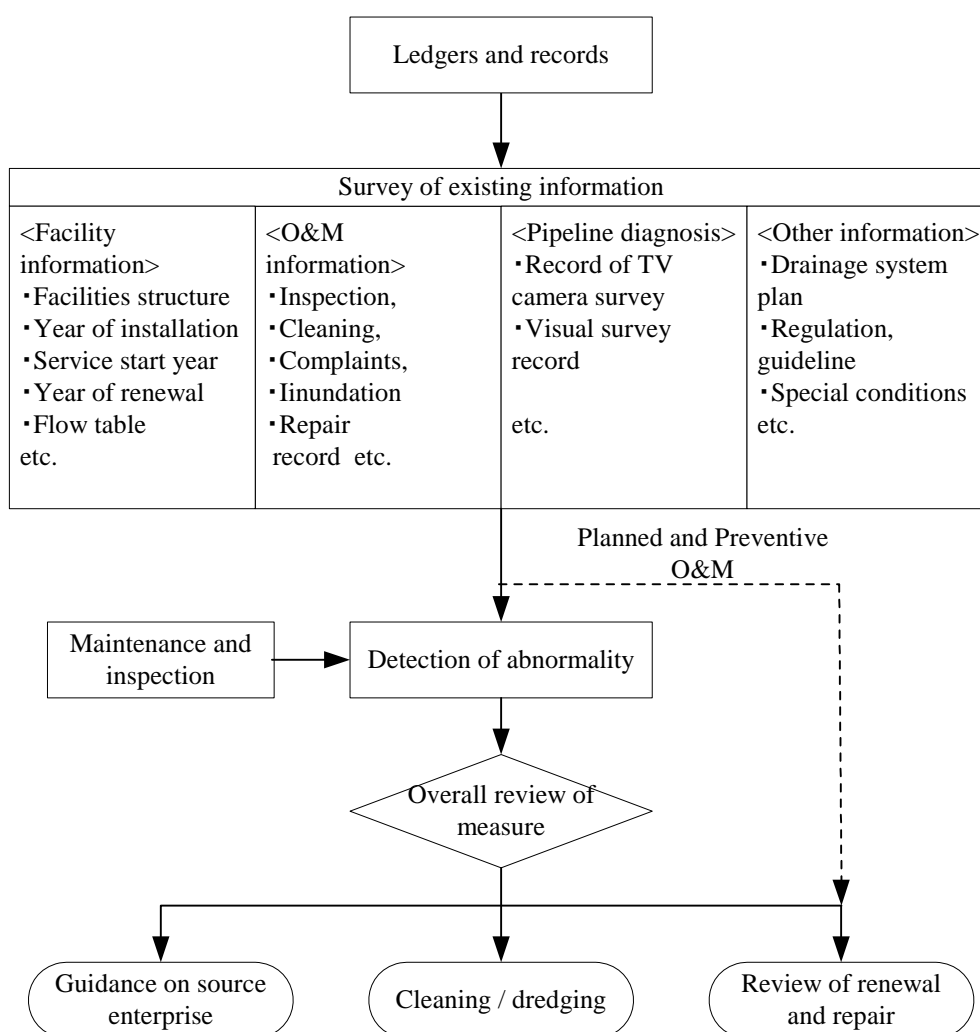 Ledgers and records
Survey of existing information
<Facility
information>
・Facilities structure
・Year of installation
・Service start year
・Year of renewal
・Flow table
etc.
<O&M
information>
・Inspection,
・Cleaning,
・Complaints,
・Iinundation
・Repair
record etc.
<Pipeline diagnosis>
・Record of TV
camera survey
・Visual survey
record
etc.
<Other information>
・Drainage system
plan
・Regulation,
guideline
・Special conditions
etc.
Planned and Preventive
O&M
Maintenance and
inspection
Detection of abnormality
Overall review of
measure
Guidance on source
enterprise
Cleaning / dredging
Review of renewal
and repair